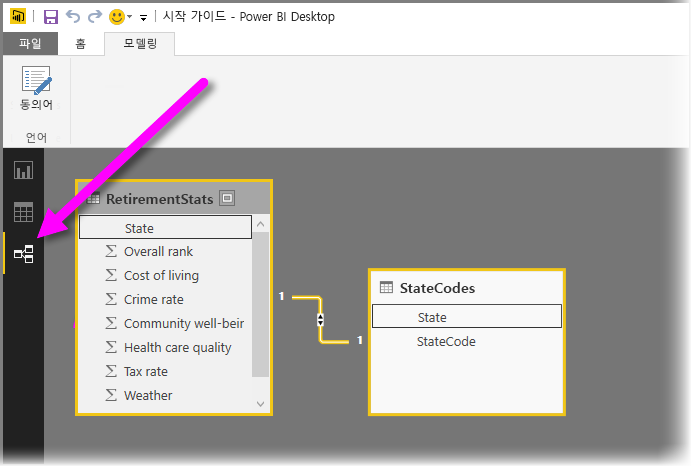 시작 가이드 - Power BI Desktop
파일 홈 모델링
동의어
언어
RetirementStats
State
Overall rank
Cost of living
Crime rate
Community well-beir
Health care quality
Tax rate
Weather
1
1
StateCodes
State
StateCode